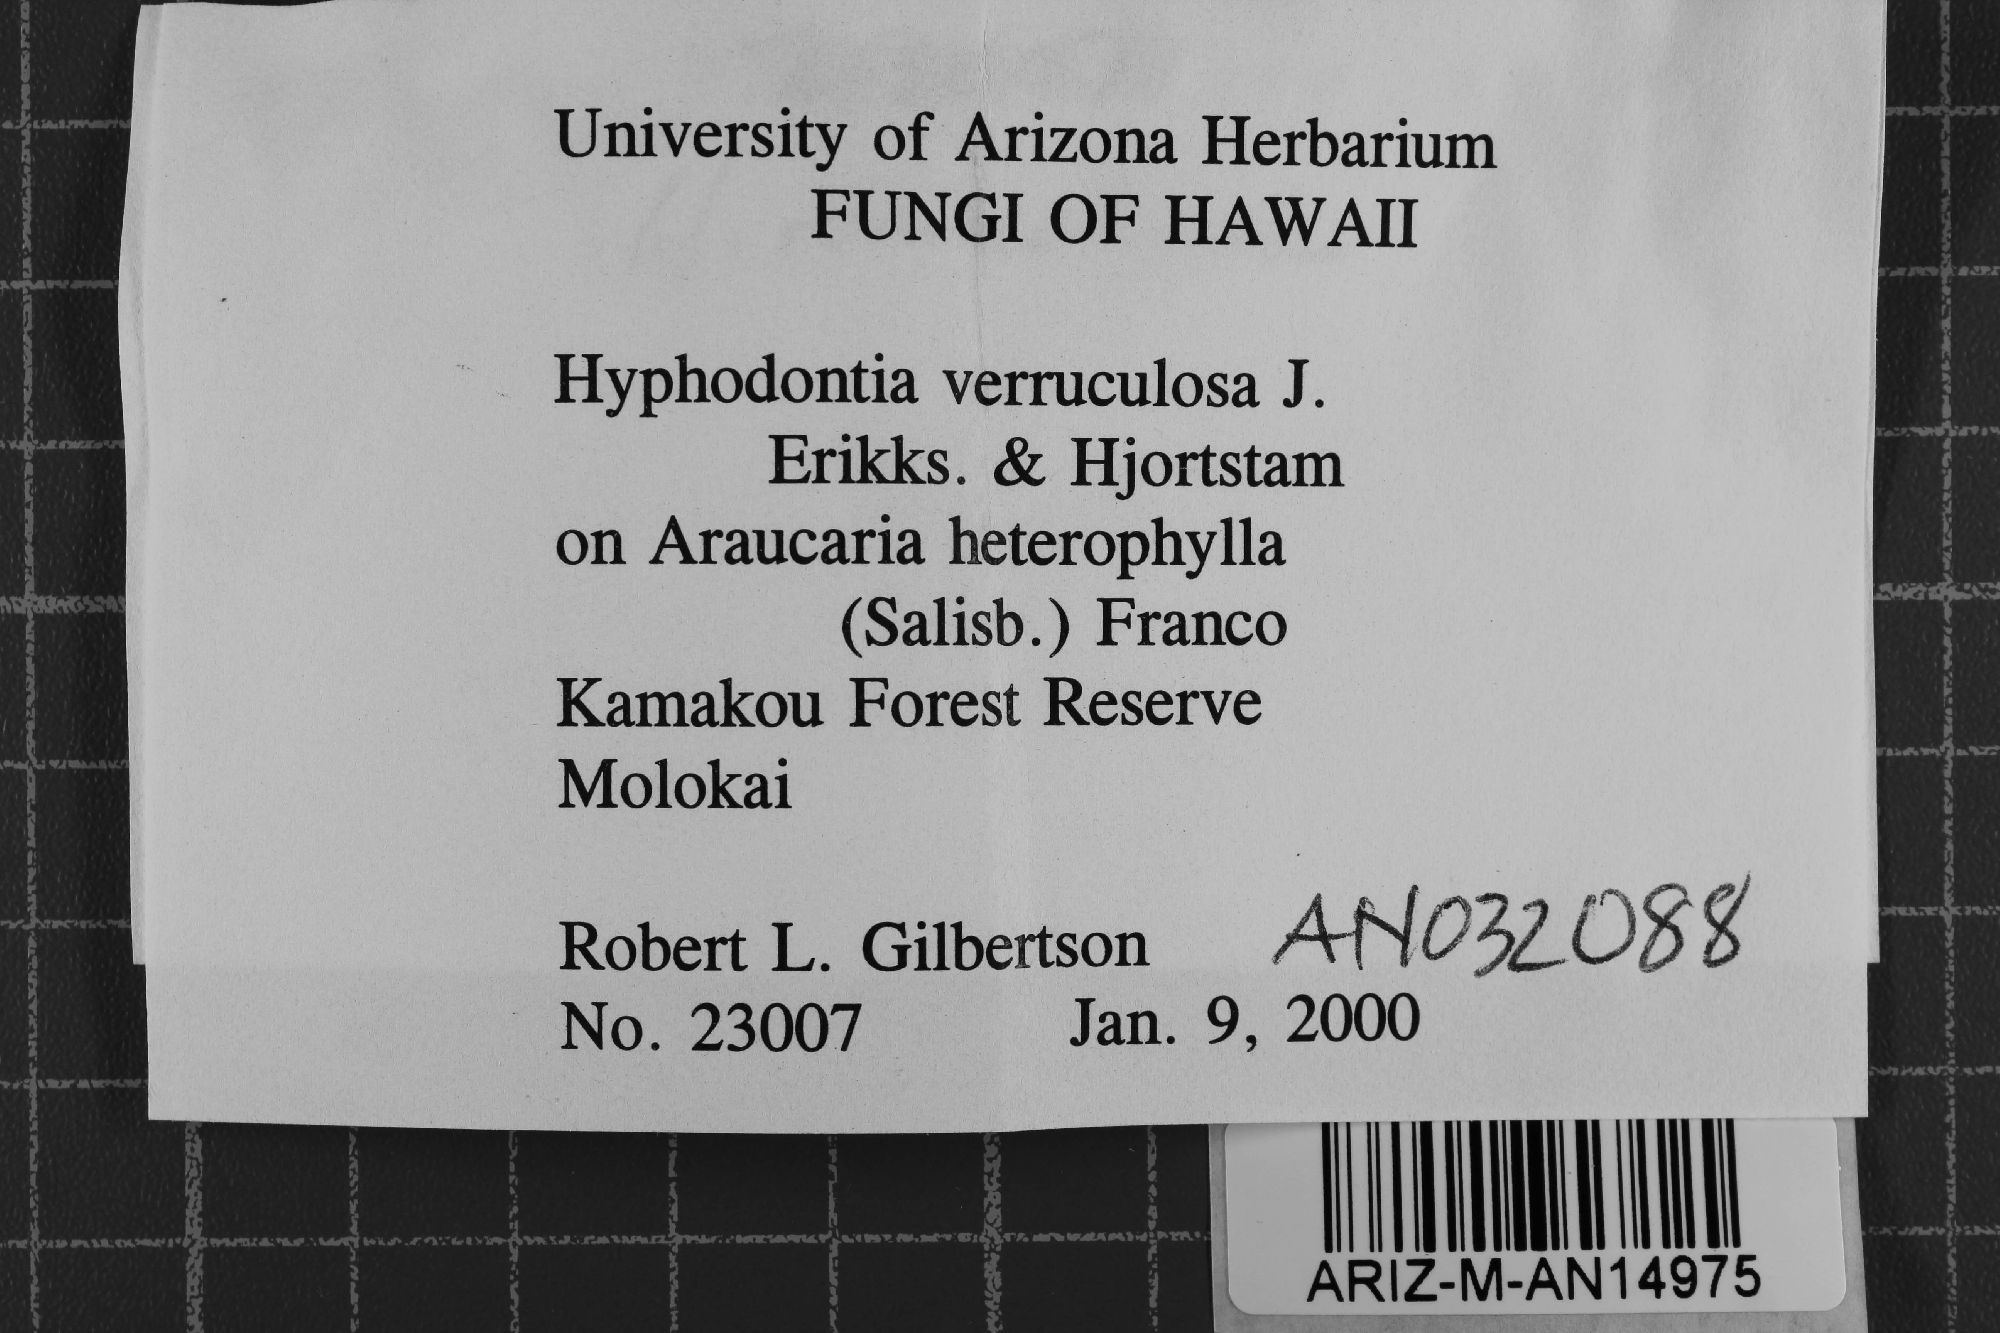 University of Arizona Herbarium
FUNGI OF HAWAII
Hyphodontia verruculosa J.
Erikks. & Hjortstam
on Araucaria heterophylla
(Salisb.) Franco
Kamakou Forest Reserve
Molokai
Robert L. Gilbertson AN032088
No. 23007 Jan. 9, 2000
ARIZ-M-AN14975